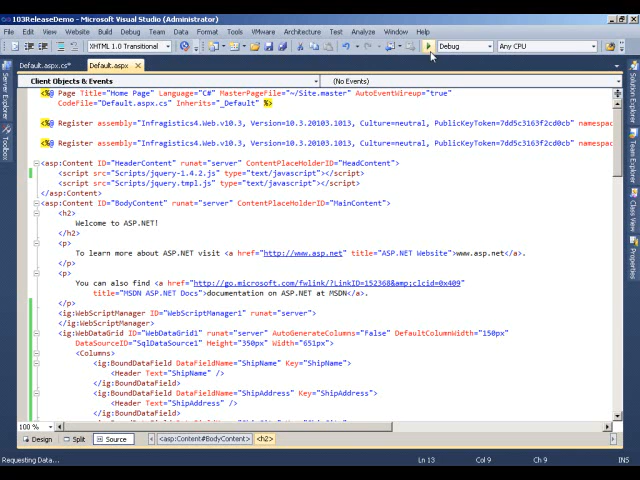 103ReleaseDemo - Microsoft Visual Studio (Administrator)
File Edit View Website Build Debug Team Data Format Tools VMware Architecture Test Analyze Window Help
XHTML 1.0 Transitional Debug Any CPU
Default.aspx.cs* Default.aspx
Client Objects & Events (No Events)
<%@ Page Title="Home Page" Language="C#" MasterPageFile="~/Site.master" AutoEventWireup="true"
CodeFile="Default.aspx.cs" Inherits="_Default" %>
<%@ Register assembly="Infragistics4.Web.v10.3, Version=10.3.20103.1013, Culture=neutral, PublicKeyToken=7dd5c3163f2cd0cb" namespac
<%@ Register assembly="Infragistics4.Web.v10.3, Version=10.3.20103.1013, Culture=neutral, PublicKeyToken=7dd5c3163f2cd0cb" namespac
<asp:Content ID="HeaderContent" runat="server" ContentPlaceHolderID="HeadContent">
<script src="Scripts/jquery-1.4.2.js" type="text/javascript"></script>
<script src="Scripts/jquery.tmpl.js" type="text/javascript"></script>
</asp:Content>
<asp:Content ID="BodyContent" runat="server" ContentPlaceHolderID="MainContent">
<h2>
Welcome to ASP.NET!
</h2>
<p>
To learn more about ASP.NET visit <a href="http://www.asp.net" title="ASP.NET Website">www.asp.net</a>.
</p>
<p>
You can also find <a href="http://go.microsoft.com/fwlink/?LinkID=152368&amp;clcid=0x409"
title="MSDN ASP.NET Docs">documentation on ASP.NET at MSDN</a>.
</p>
<ig:WebScriptManager ID="WebScriptManager1" runat="server">
</ig:WebScriptManager>
<ig:WebDataGrid ID="WebDataGrid1" runat="server" AutoGenerateColumns="false" DefaultColumnWidth="150px"
DataSourceID="SqlDataSource1" Height="350px" Width="651px">
<Columns>
<ig:BoundDataField DataFieldName="ShipName" Key="ShipName">
<Header Text="ShipName" />
</ig:BoundDataField>
<ig:BoundDataField DataFieldName="ShipAddress" Key="ShipAddress">
<Header Text="ShipAddress" />
</ig:BoundDataField>
100 %
Design Split Source <asp:Content#BodyContent> <h2>
Requesting Data... Ln 13 Col 9 Ch 9 INS
Server Explorer
Toolbox
Solution Explorer
Team Explorer
Class View
Properties